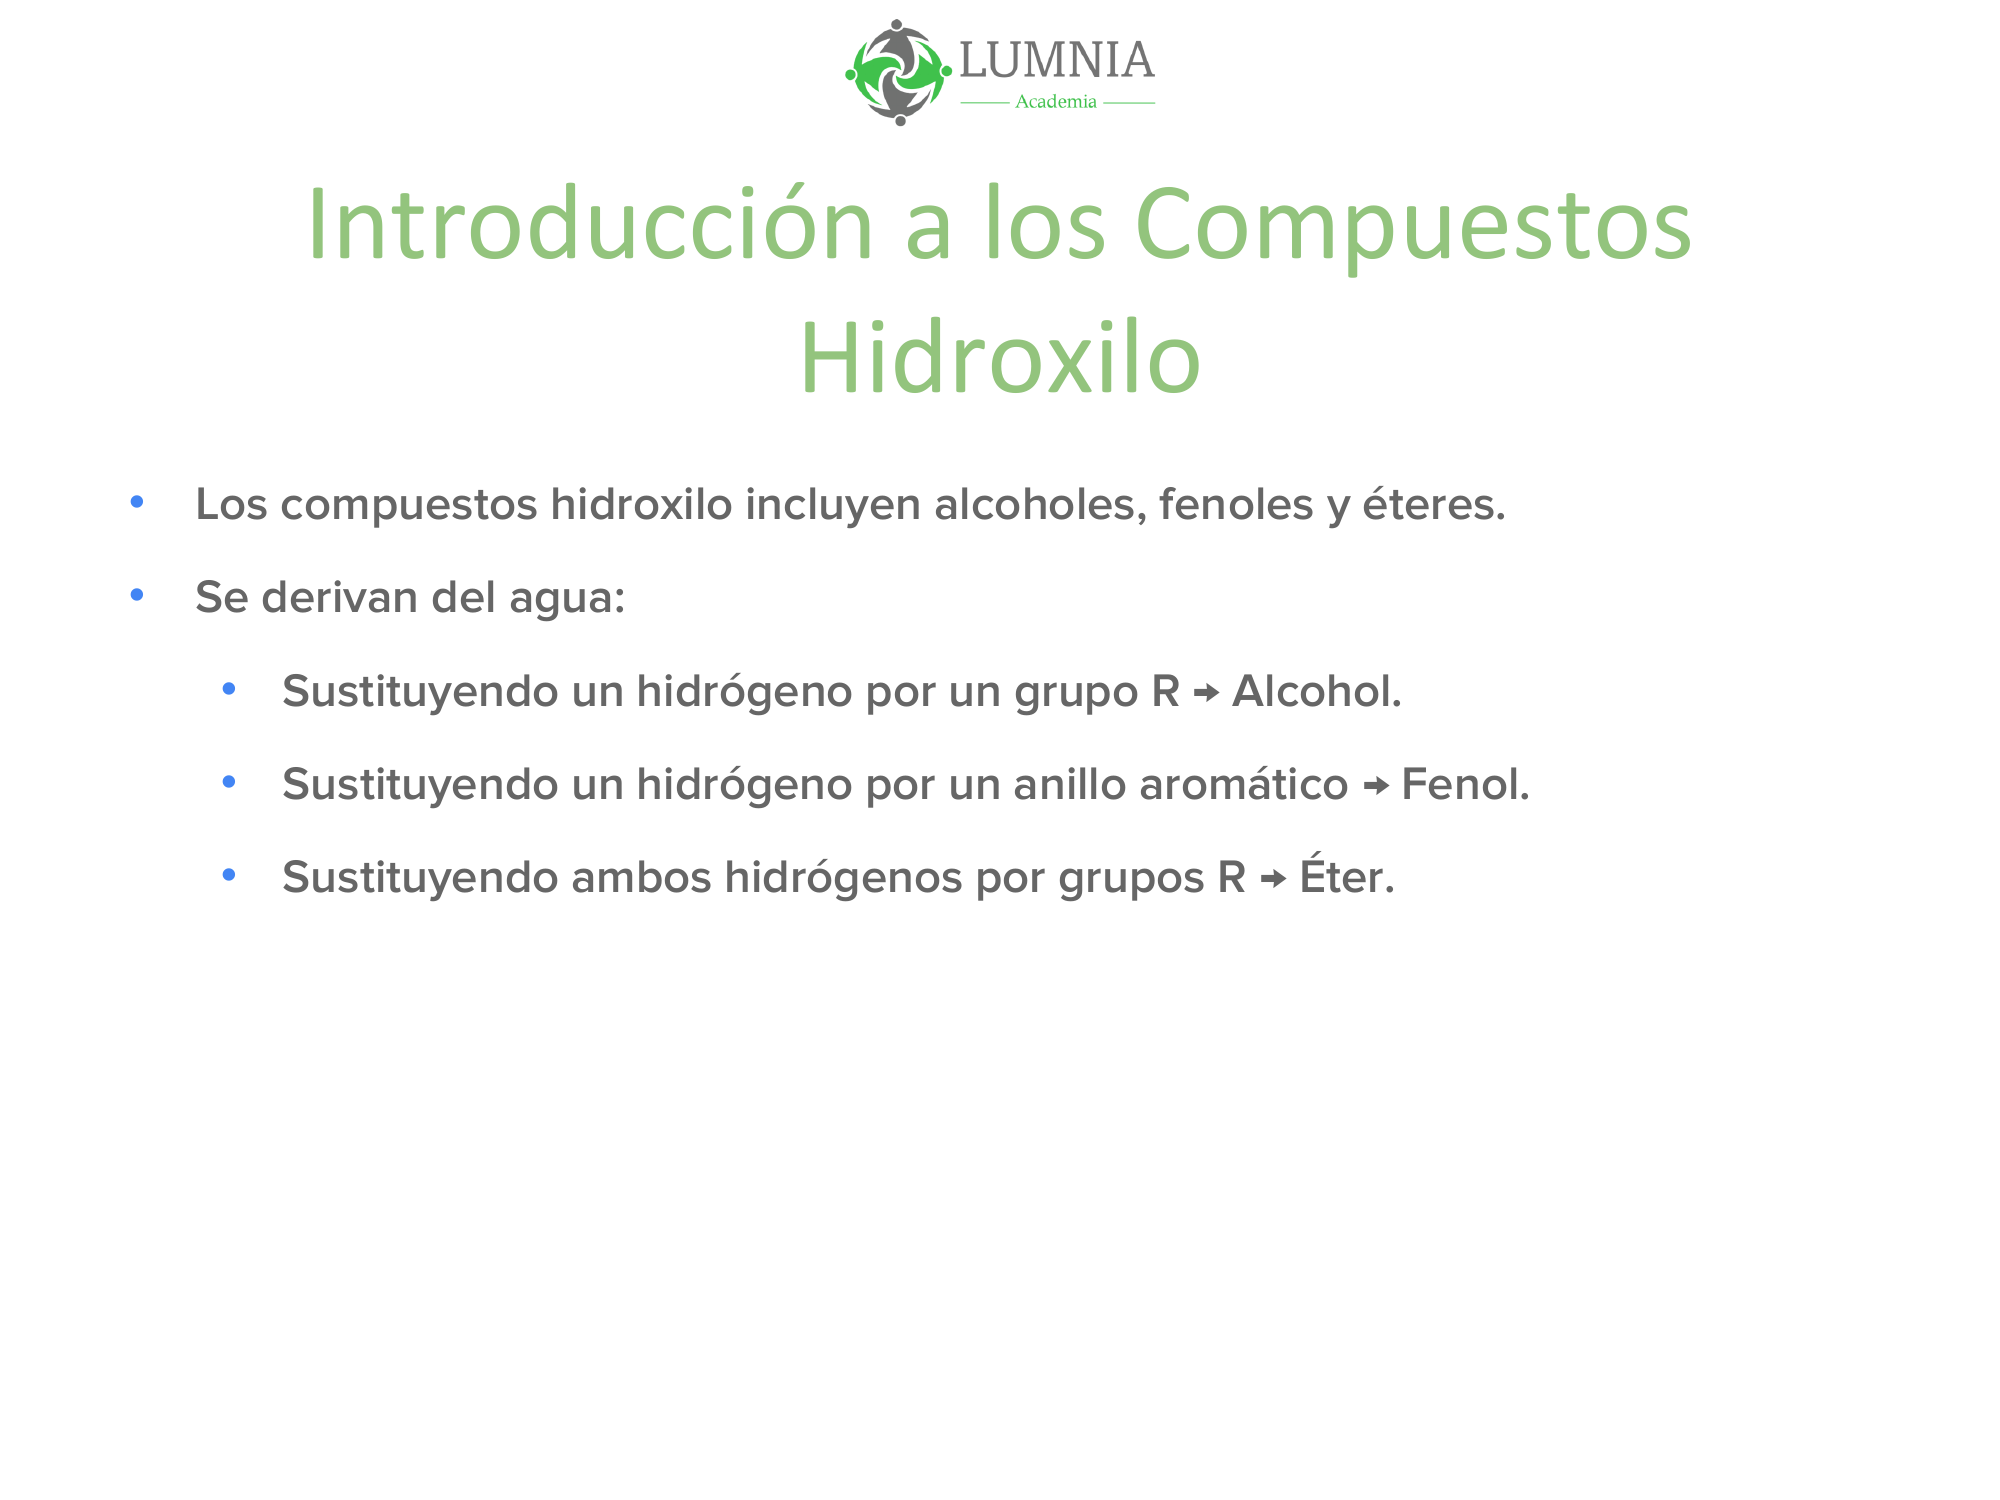 LUMNIA
Academia
Introducción a los Compuestos
Hidroxilo
• Los compuestos hidroxilo incluyen alcoholes, fenoles y éteres.
• Se derivan del agua:
• Sustituyendo un hidrógeno por un grupo R → Alcohol.
• Sustituyendo un hidrógeno por un anillo aromático → Fenol.
• Sustituyendo ambos hidrógenos por grupos R → Éter.